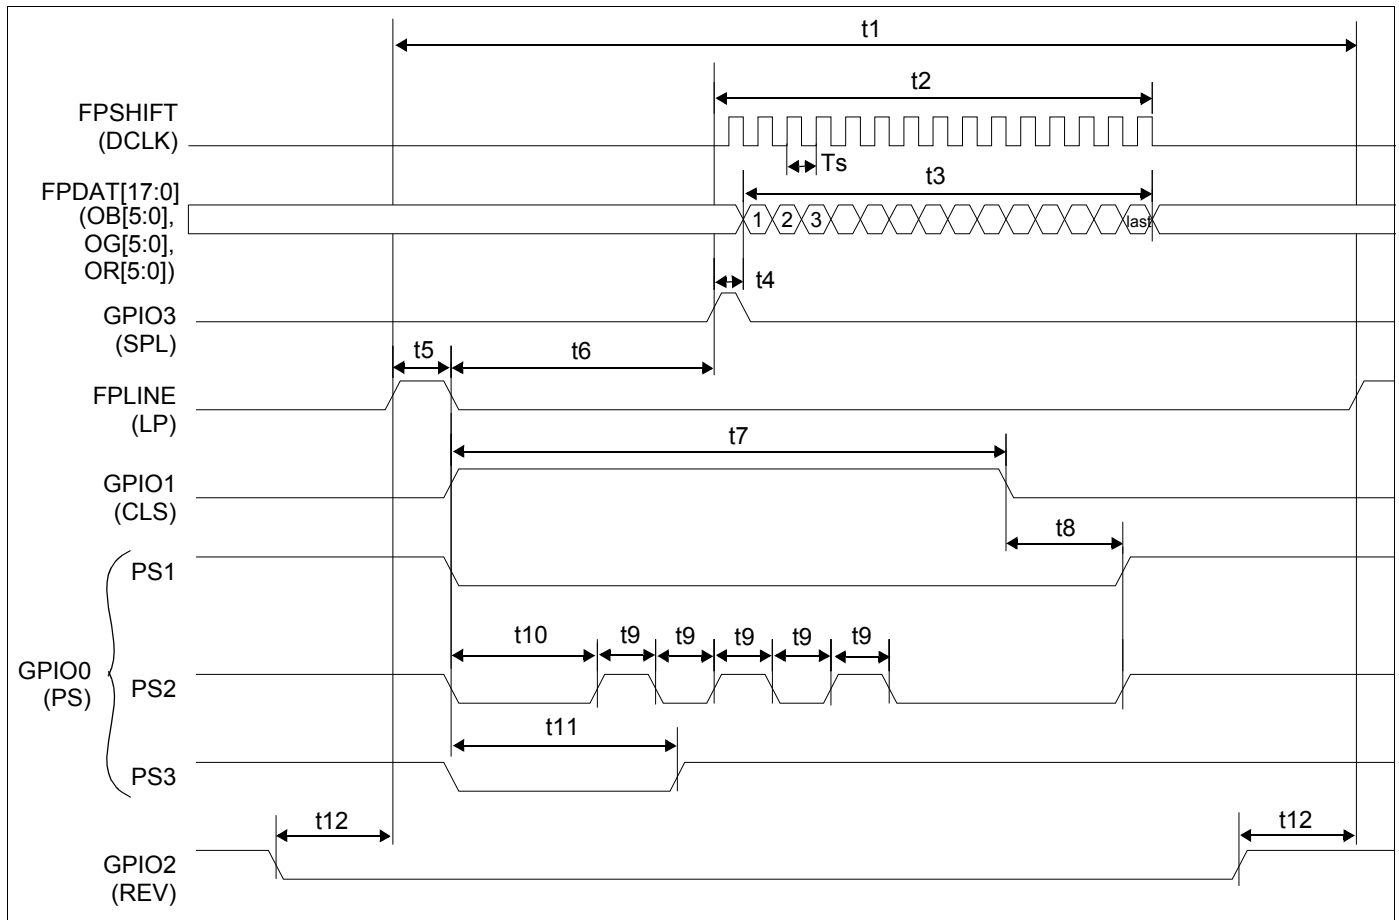 t1
t2
FPSHIFT
(DCLK)
Ts
t3
FPDAT[17:0]
(OB[5:0],
OG[5:0],
OR[5:0])
1 2 3 last
t4
GPIO3
(SPL)
t5 t6
FPLINE
(LP)
t7
GPIO1
(CLS)
t8
PS1
t10 t9 t9 t9 t9 t9
GPIO0
(PS)
PS2
t11
PS3
t12 t12
GPIO2
(REV)